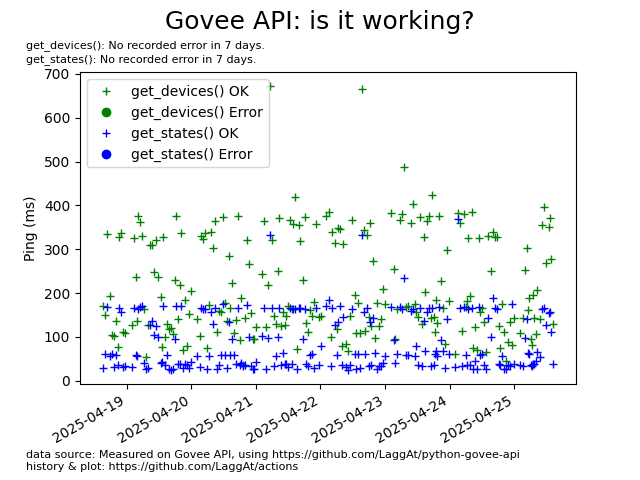 Govee API: is it working?
get_devices(): No recorded error in 7 days.
get_states(): No recorded error in 7 days.
700
600
500
400
300
200
100
0
Ping (ms)
get_devices() OK
get_devices() Error
get_states() OK
get_states() Error
2025-04-19
2025-04-20
2025-04-21
2025-04-22
2025-04-23
2025-04-24
2025-04-25
data source: Measured on Govee API, using https://github.com/LaggAt/python-govee-api
history & plot: https://github.com/LaggAt/actions